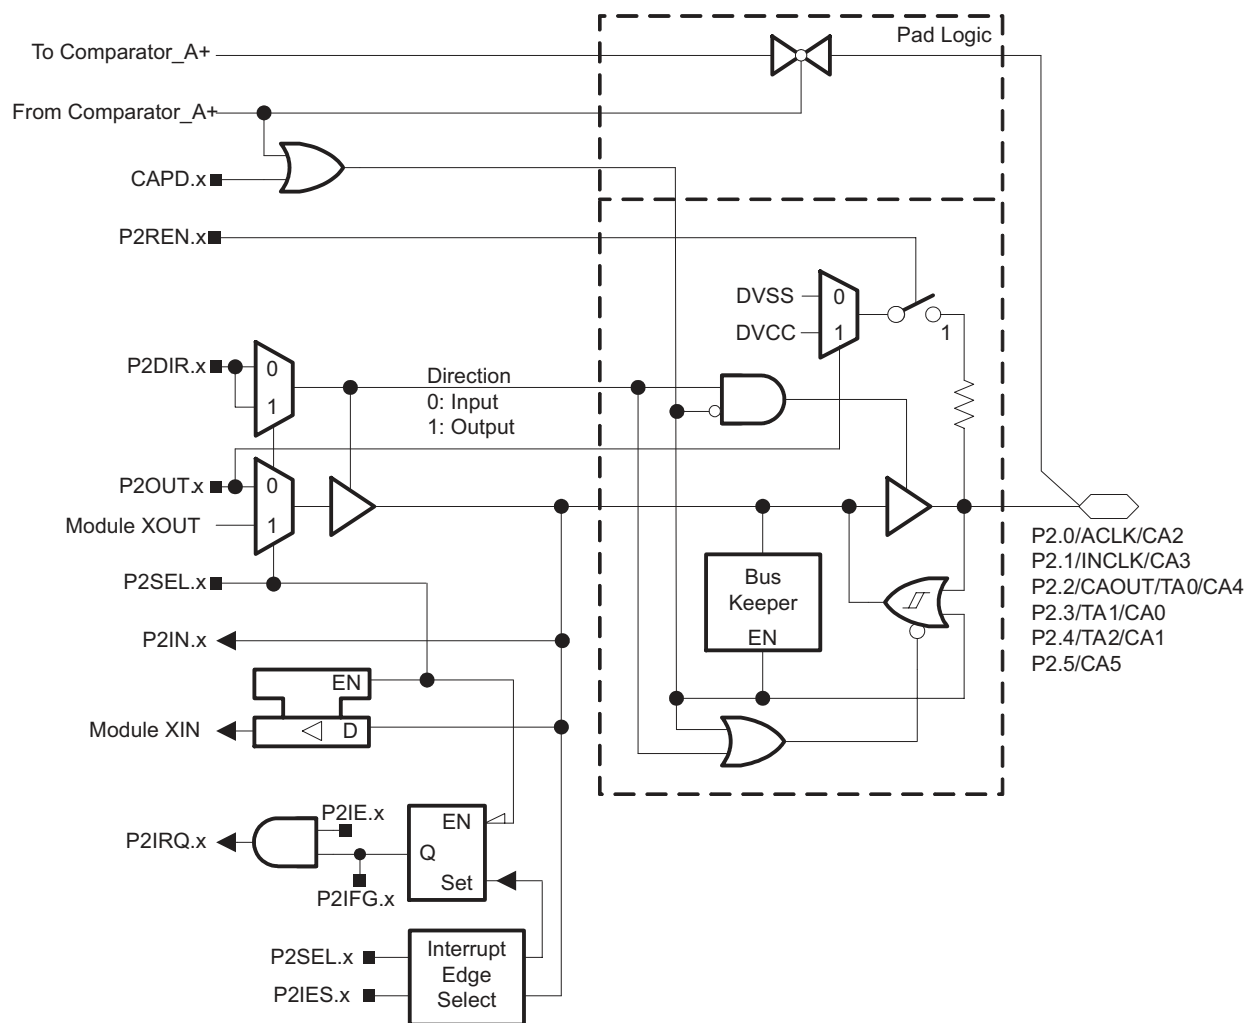 Pad Logic
To Comparator_A+
From Comparator_A+
CAPD.x
P2REN.x
DVSS
0
DVCC
1
1
P2DIR.x
0
1
Direction
0: Input
1: Output
P2OUT.x
0
Module XOUT
1
P2SEL.x
Bus
Keeper
EN
P2.0/ACLK/CA2
P2.1/INCLK/CA3
P2.2/CAOUT/TA0/CA4
P2.3/TA1/CA0
P2.4/TA2/CA1
P2.5/CA5
P2IN.x
EN
Module XIN
D
P2IE.x
P2IRQ.x
EN
Q
Set
P2IFG.x
P2SEL.x
P2IES.x
Interrupt
Edge
Select